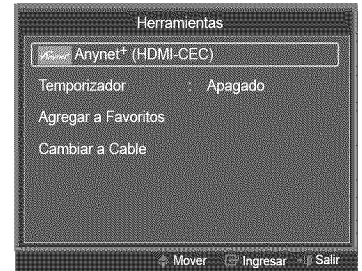 Herramientas
Anynet+ (HDMI-CEC)
Temporizador : Apagado
Agregar a Favoritos
Cambiar a Cable
Mover Ingresar Salir